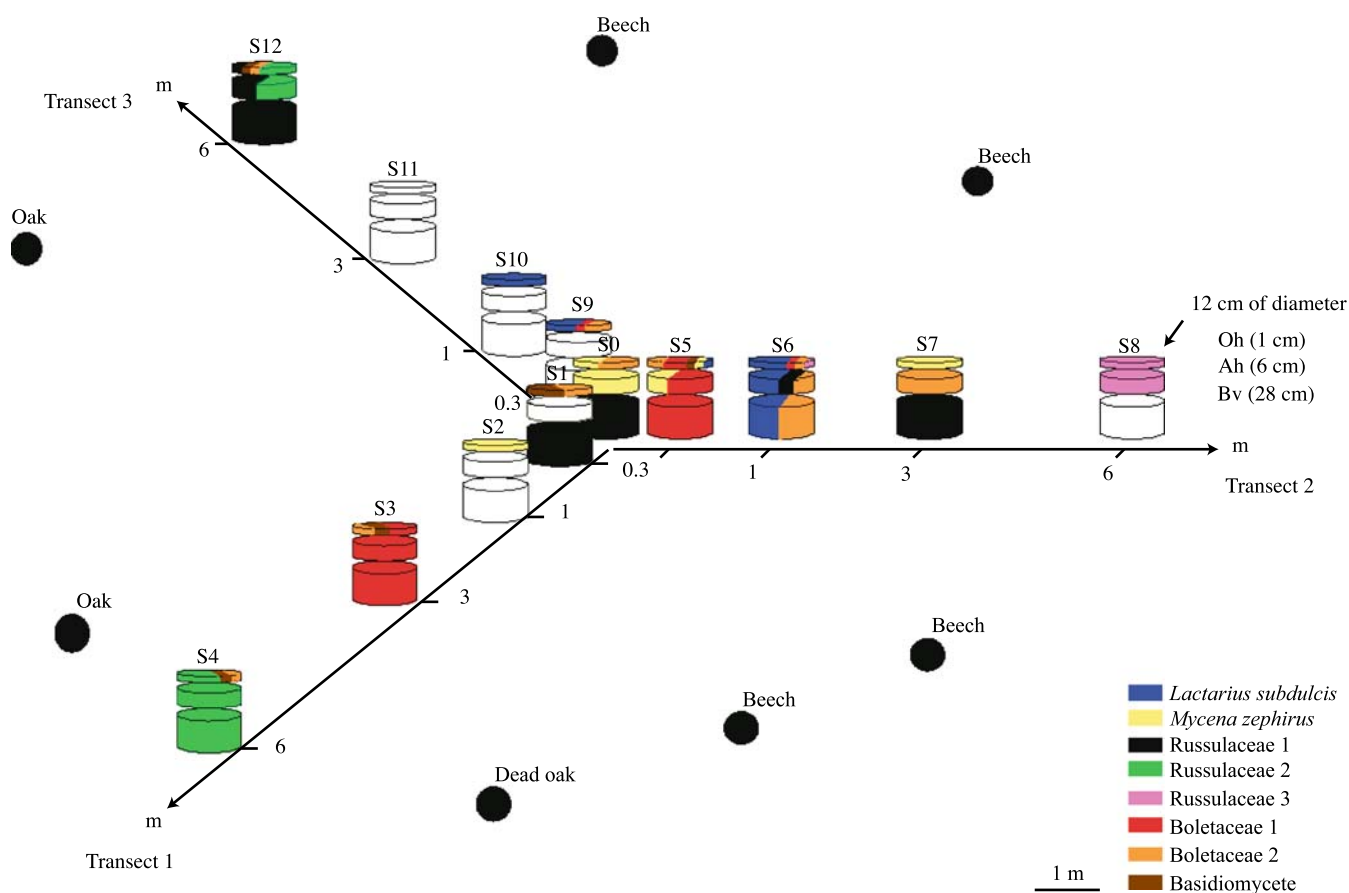 Beech
S12
m
Transect 3
6
Beech
S11
Oak
3
S10
S9
12 cm of diameter
Oh (1 cm)
Ah (6 cm)
Bv (28 cm)
1
S0
S5
S6
S7
S8
S1
0.3
S2
m
0.3
1
3
6
Transect 2
1
S3
3
Oak
Beech
S4
Beech
6
Dead oak
m
Transect 1
Lactarius subdulcis
Mycena zephirus
Russulaceae 1
Russulaceae 2
Russulaceae 3
Boletaceae 1
Boletaceae 2
Basidiomycete
1 m